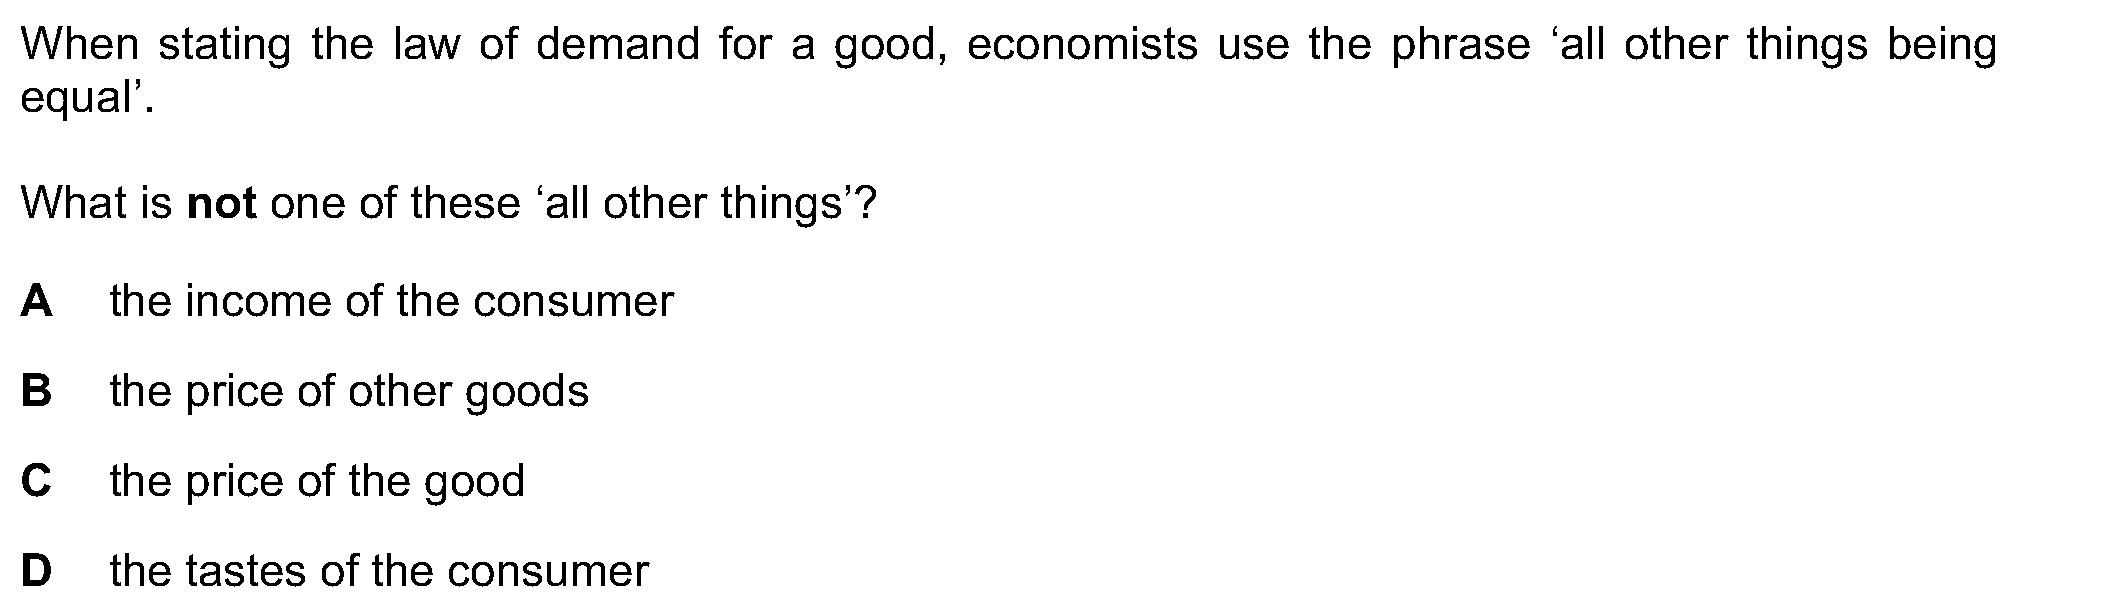 When stating the law of demand for a good, economists use the phrase ‘all other things being
equal’.
What is not one of these ‘all other things’?
A the income of the consumer
B the price of other goods
C the price of the good
D the tastes of the consumer